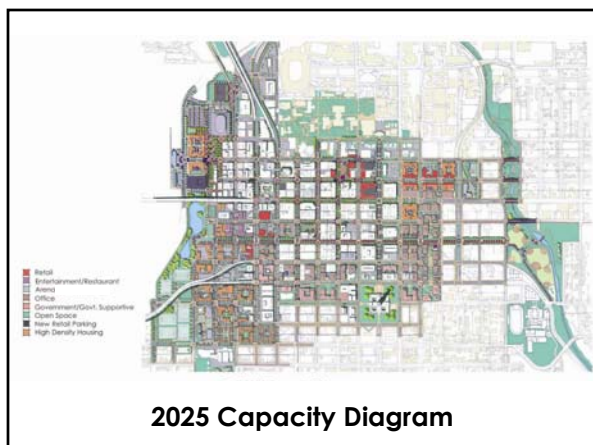 Retail
Entertainment/Restaurant
Arena
Office
Government/Govt. Supportive
Open Space
New Retail Parking
High Density Housing
2025 Capacity Diagram